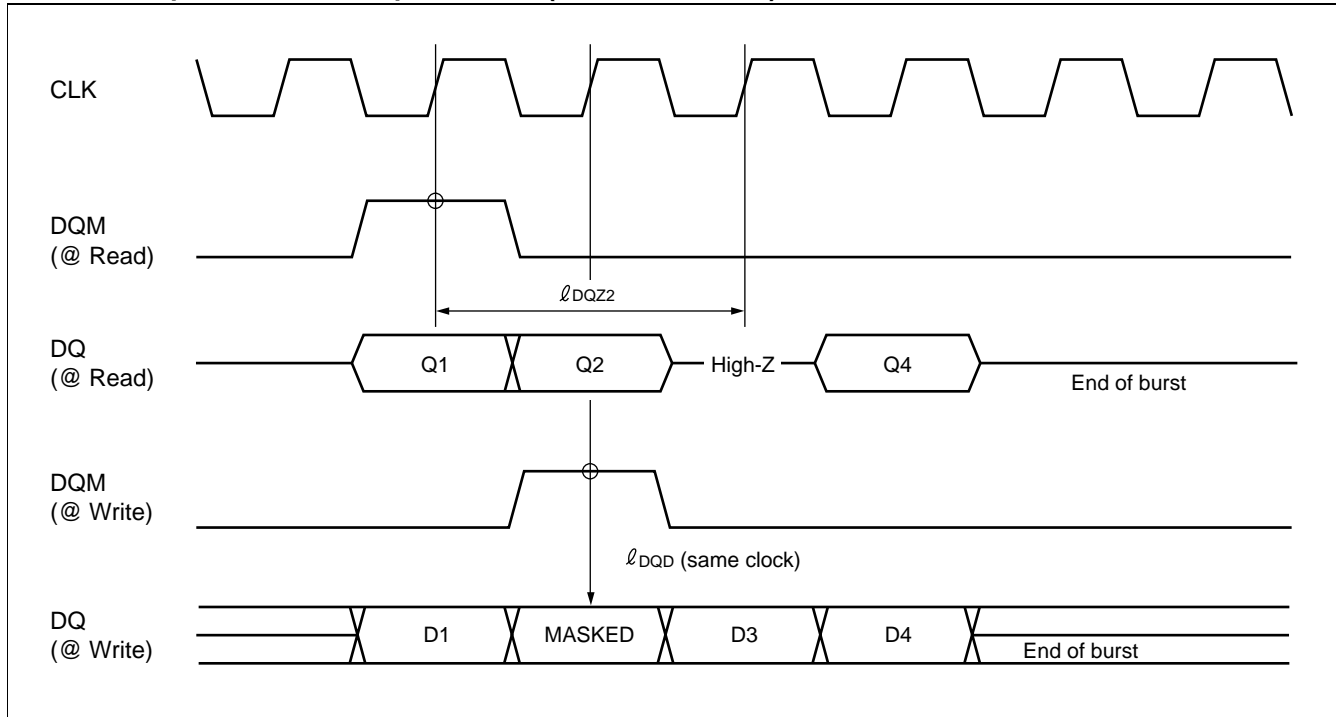 CLK
DQM
(@ Read)
ℓDQZ2
DQ
(@ Read)
Q1
Q2
High-Z
Q4
End of burst
DQM
(@ Write)
ℓDQD (same clock)
DQ
(@ Write)
D1
MASKED
D3
D4
End of burst